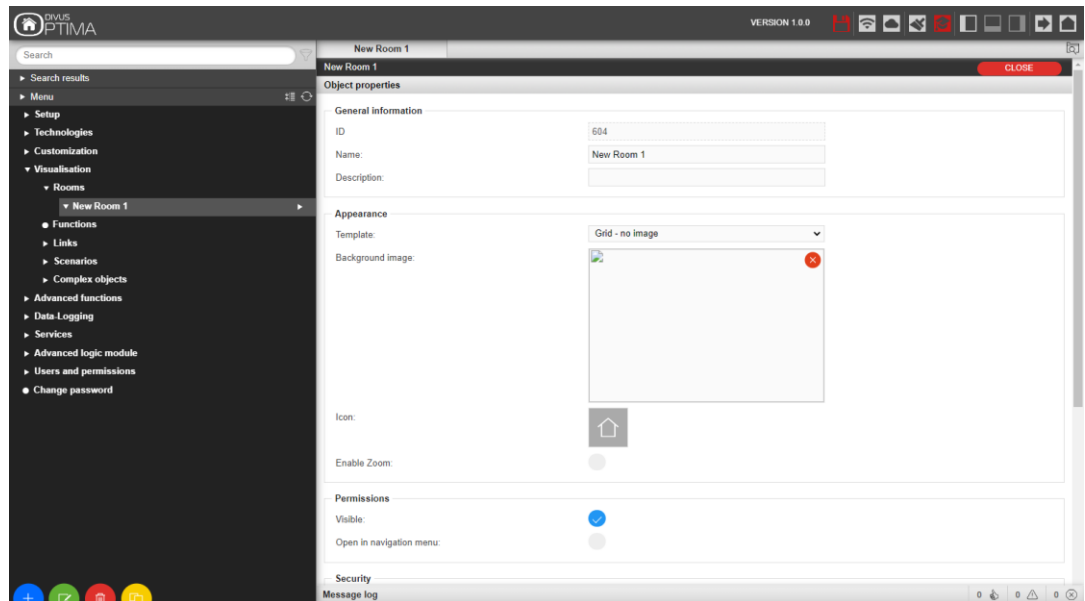 DIVUS
OPTIMA
VERSION 1.0.0
Search
Search results
Menu
Setup
Technologies
Customization
Visualisation
Rooms
New Room 1
Functions
Links
Scenarios
Complex objects
Advanced functions
Data-Logging
Services
Advanced logic module
Users and permissions
Change password
New Room 1
New Room 1
CLOSE
Object properties
General information
ID
604
Name:
New Room 1
Description:
Appearance
Template:
Grid - no image
Background image:
Icon:
Enable Zoom:
Permissions
Visible:
Open in navigation menu:
Security
Message log
0
0
0